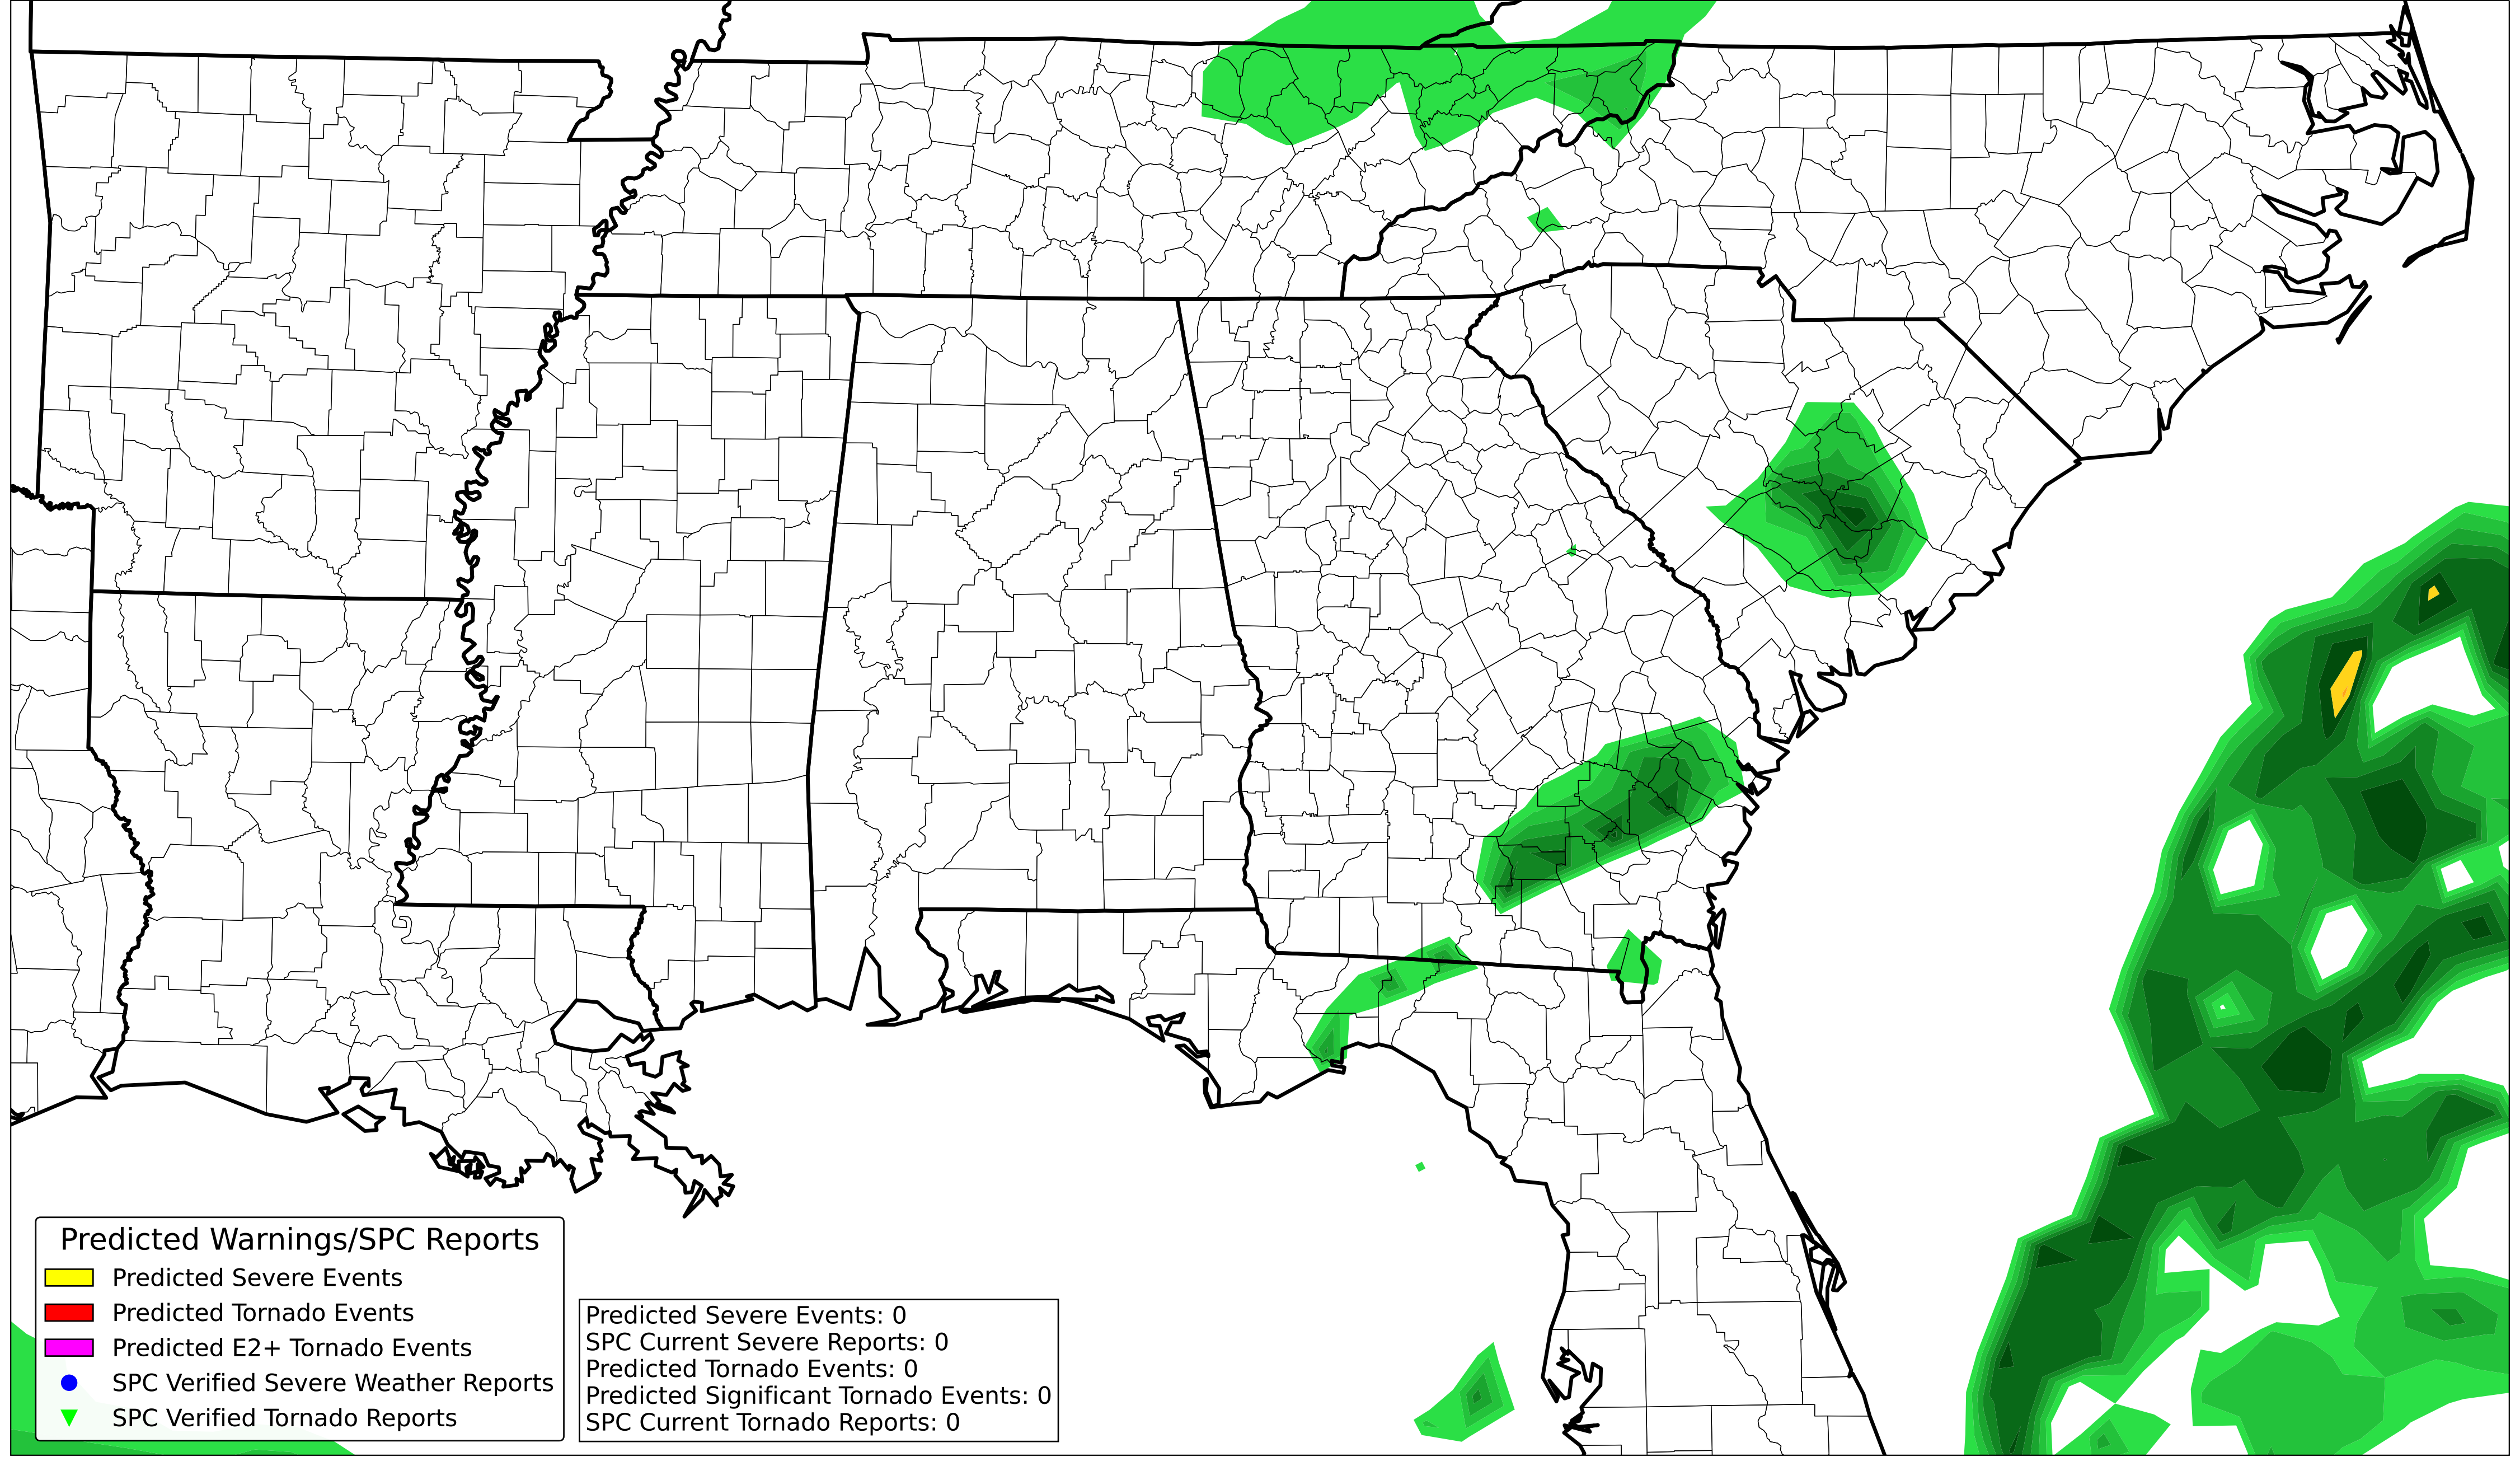 Predicted Warnings/SPC Reports
Predicted Severe Events
Predicted Tornado Events
Predicted E2+ Tornado Events
SPC Verified Severe Weather Reports
SPC Verified Tornado Reports
Predicted Severe Events: 0
SPC Current Severe Reports: 0
Predicted Tornado Events: 0
Predicted Significant Tornado Events: 0
SPC Current Tornado Reports: 0